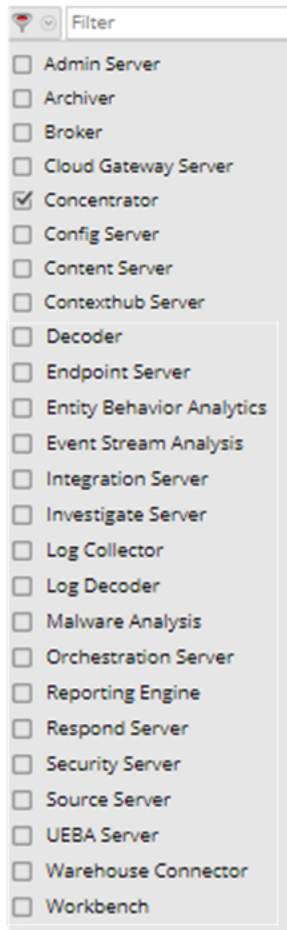 Filter
Admin Server
Archiver
Broker
Cloud Gateway Server
Concentrator
Config Server
Content Server
Contexthub Server
Decoder
Endpoint Server
Entity Behavior Analytics
Event Stream Analysis
Integration Server
Investigate Server
Log Collector
Log Decoder
Malware Analysis
Orchestration Server
Reporting Engine
Respond Server
Security Server
Source Server
UEBA Server
Warehouse Connector
Workbench